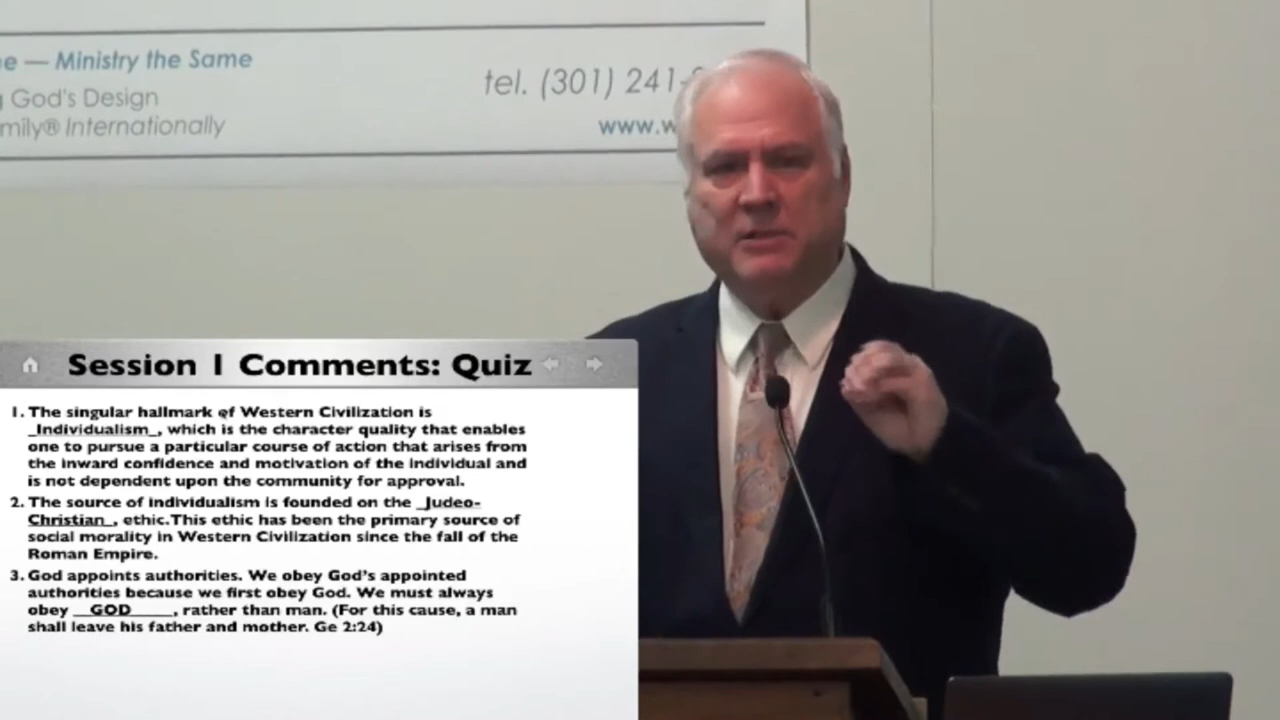 — Ministry the Same
God's Design
Internationally
tel. (301) 241-
www.
Session 1 Comments: Quiz
1. The singular hallmark of Western Civilization is
_Individualism_, which is the character quality that enables
one to pursue a particular course of action that arises from
the inward confidence and motivation of the individual and
is not dependent upon the community for approval.
2. The source of individualism is founded on the _Judeo-
Christian_, ethic.This ethic has been the primary source of
social morality in Western Civilization since the fall of the
Roman Empire.
3. God appoints authorities. We obey God's appointed
authorities because we first obey God. We must always
obey __GOD____, rather than man. (For this cause, a man
shall leave his father and mother. Ge 2:24)